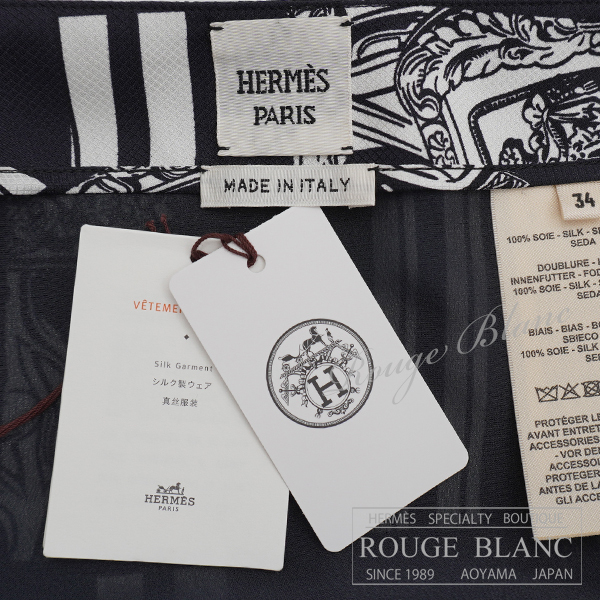 HERMÈS
PARIS
MADE IN ITALY
34
100% SOIE - SILK - S
SEDA
DOUBLURE -
INNENFUTTER - FOD
100% SOIE - SILK - S
SEDA
BIAIS - BIAS - B
SBIECO
100% SOIE - SILK - S
SEDA
PROTÉGER LE
AVANT ENTRET
ACCESSOIRES
- VOR DEN
ACCESSOI
PROTEGER
ANTES DE LA
GLI ACCE
VÊTEME
Silk Garment
シルク製ウェア
真丝服装
HERMÈS
PARIS
H
Rouge Blanc
HERMÈS SPECIALTY BOUTIQUE
ROUGE BLANC
SINCE 1989 AOYAMA JAPAN